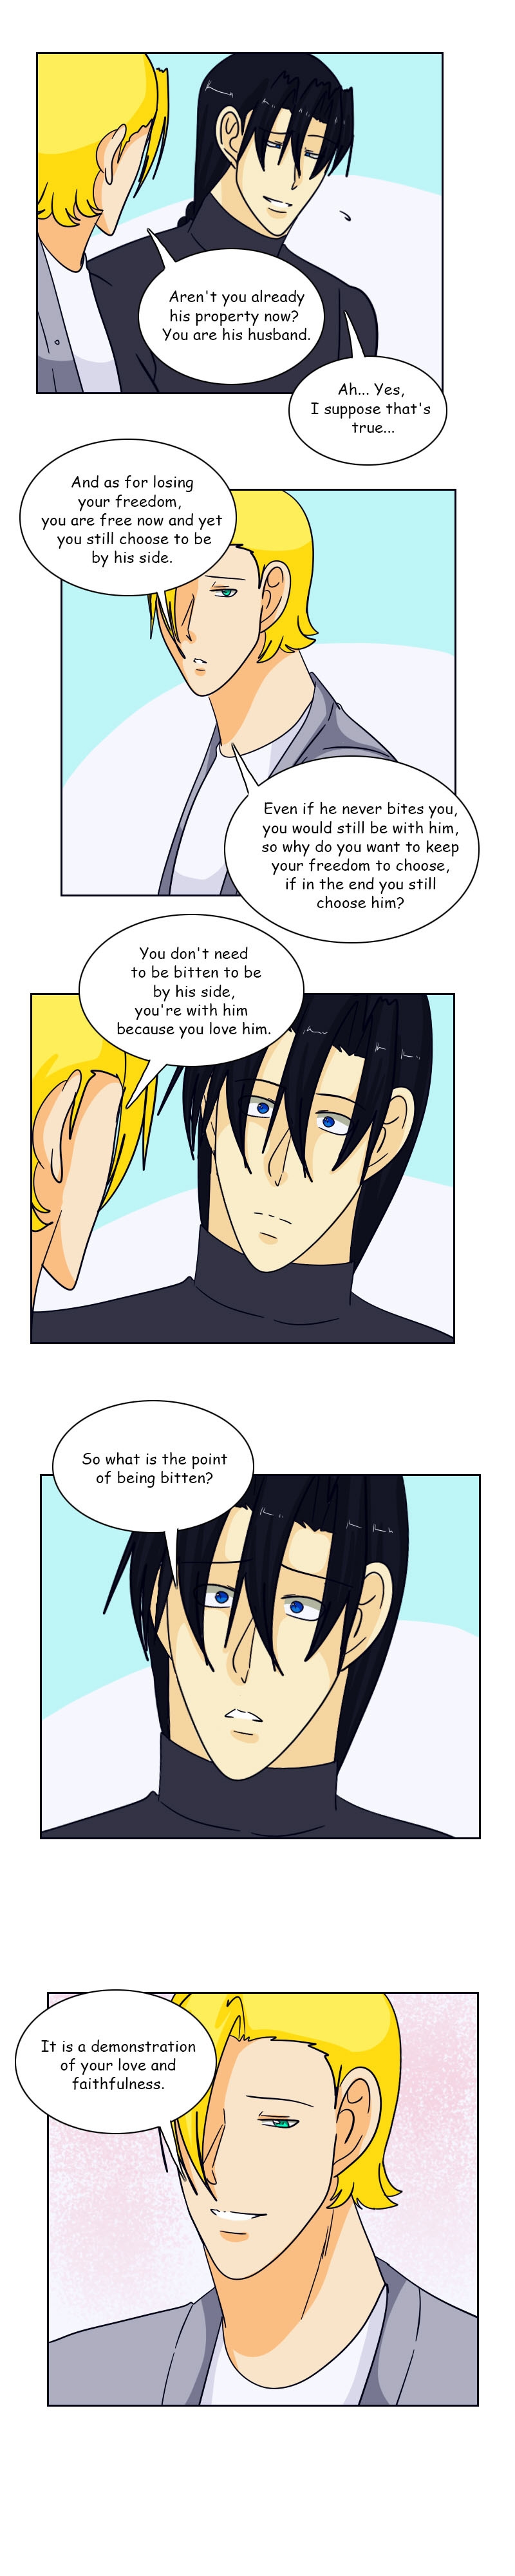 Aren't you already
his property now?
You are his husband.
Ah... Yes,
I suppose that's
true...
And as for losing
your freedom,
you are free now and yet
you still choose to be
by his side.
Even if he never bites you,
you would still be with him,
so why do you want to keep
your freedom to choose,
if in the end you still
choose him?
You don't need
to be bitten to be
by his side,
you're with him
because you love him.
So what is the point
of being bitten?
It is a demonstration
of your love and
faithfulness.